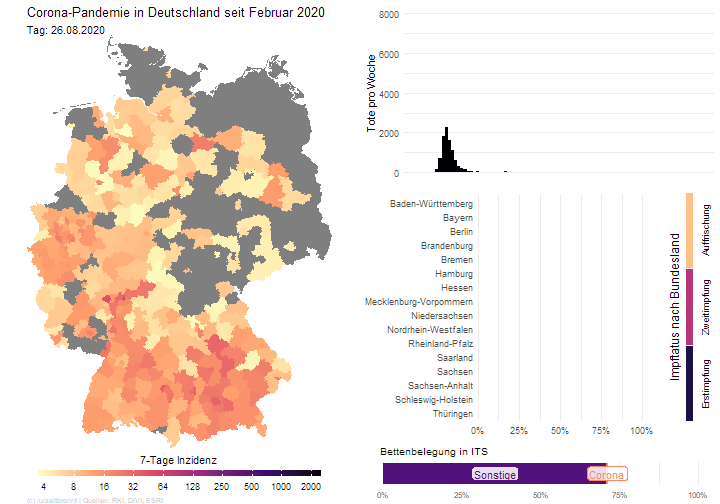 Corona-Pandemie in Deutschland seit Februar 2020
Tag: 26.08.2020
7-Tage Inzidenz
4 8 16 32 64 128 250 500 1000 2000
(c) /u/zeitbrennt | Quellen: RKI, DIVI, ESRI
Tote pro Woche
8000
6000
4000
2000
0
Baden-Württemberg
Bayern
Berlin
Brandenburg
Bremen
Hamburg
Hessen
Mecklenburg-Vorpommern
Niedersachsen
Nordrhein-Westfalen
Rheinland-Pfalz
Saarland
Sachsen
Sachsen-Anhalt
Schleswig-Holstein
Thüringen
0% 25% 50% 75% 100%
Impfstatus nach Bundesland
Auffrischung
Zweitimpfung
Erstimpfung
Bettenbelegung in ITS
Sonstige Corona
0% 25% 50% 75% 100%